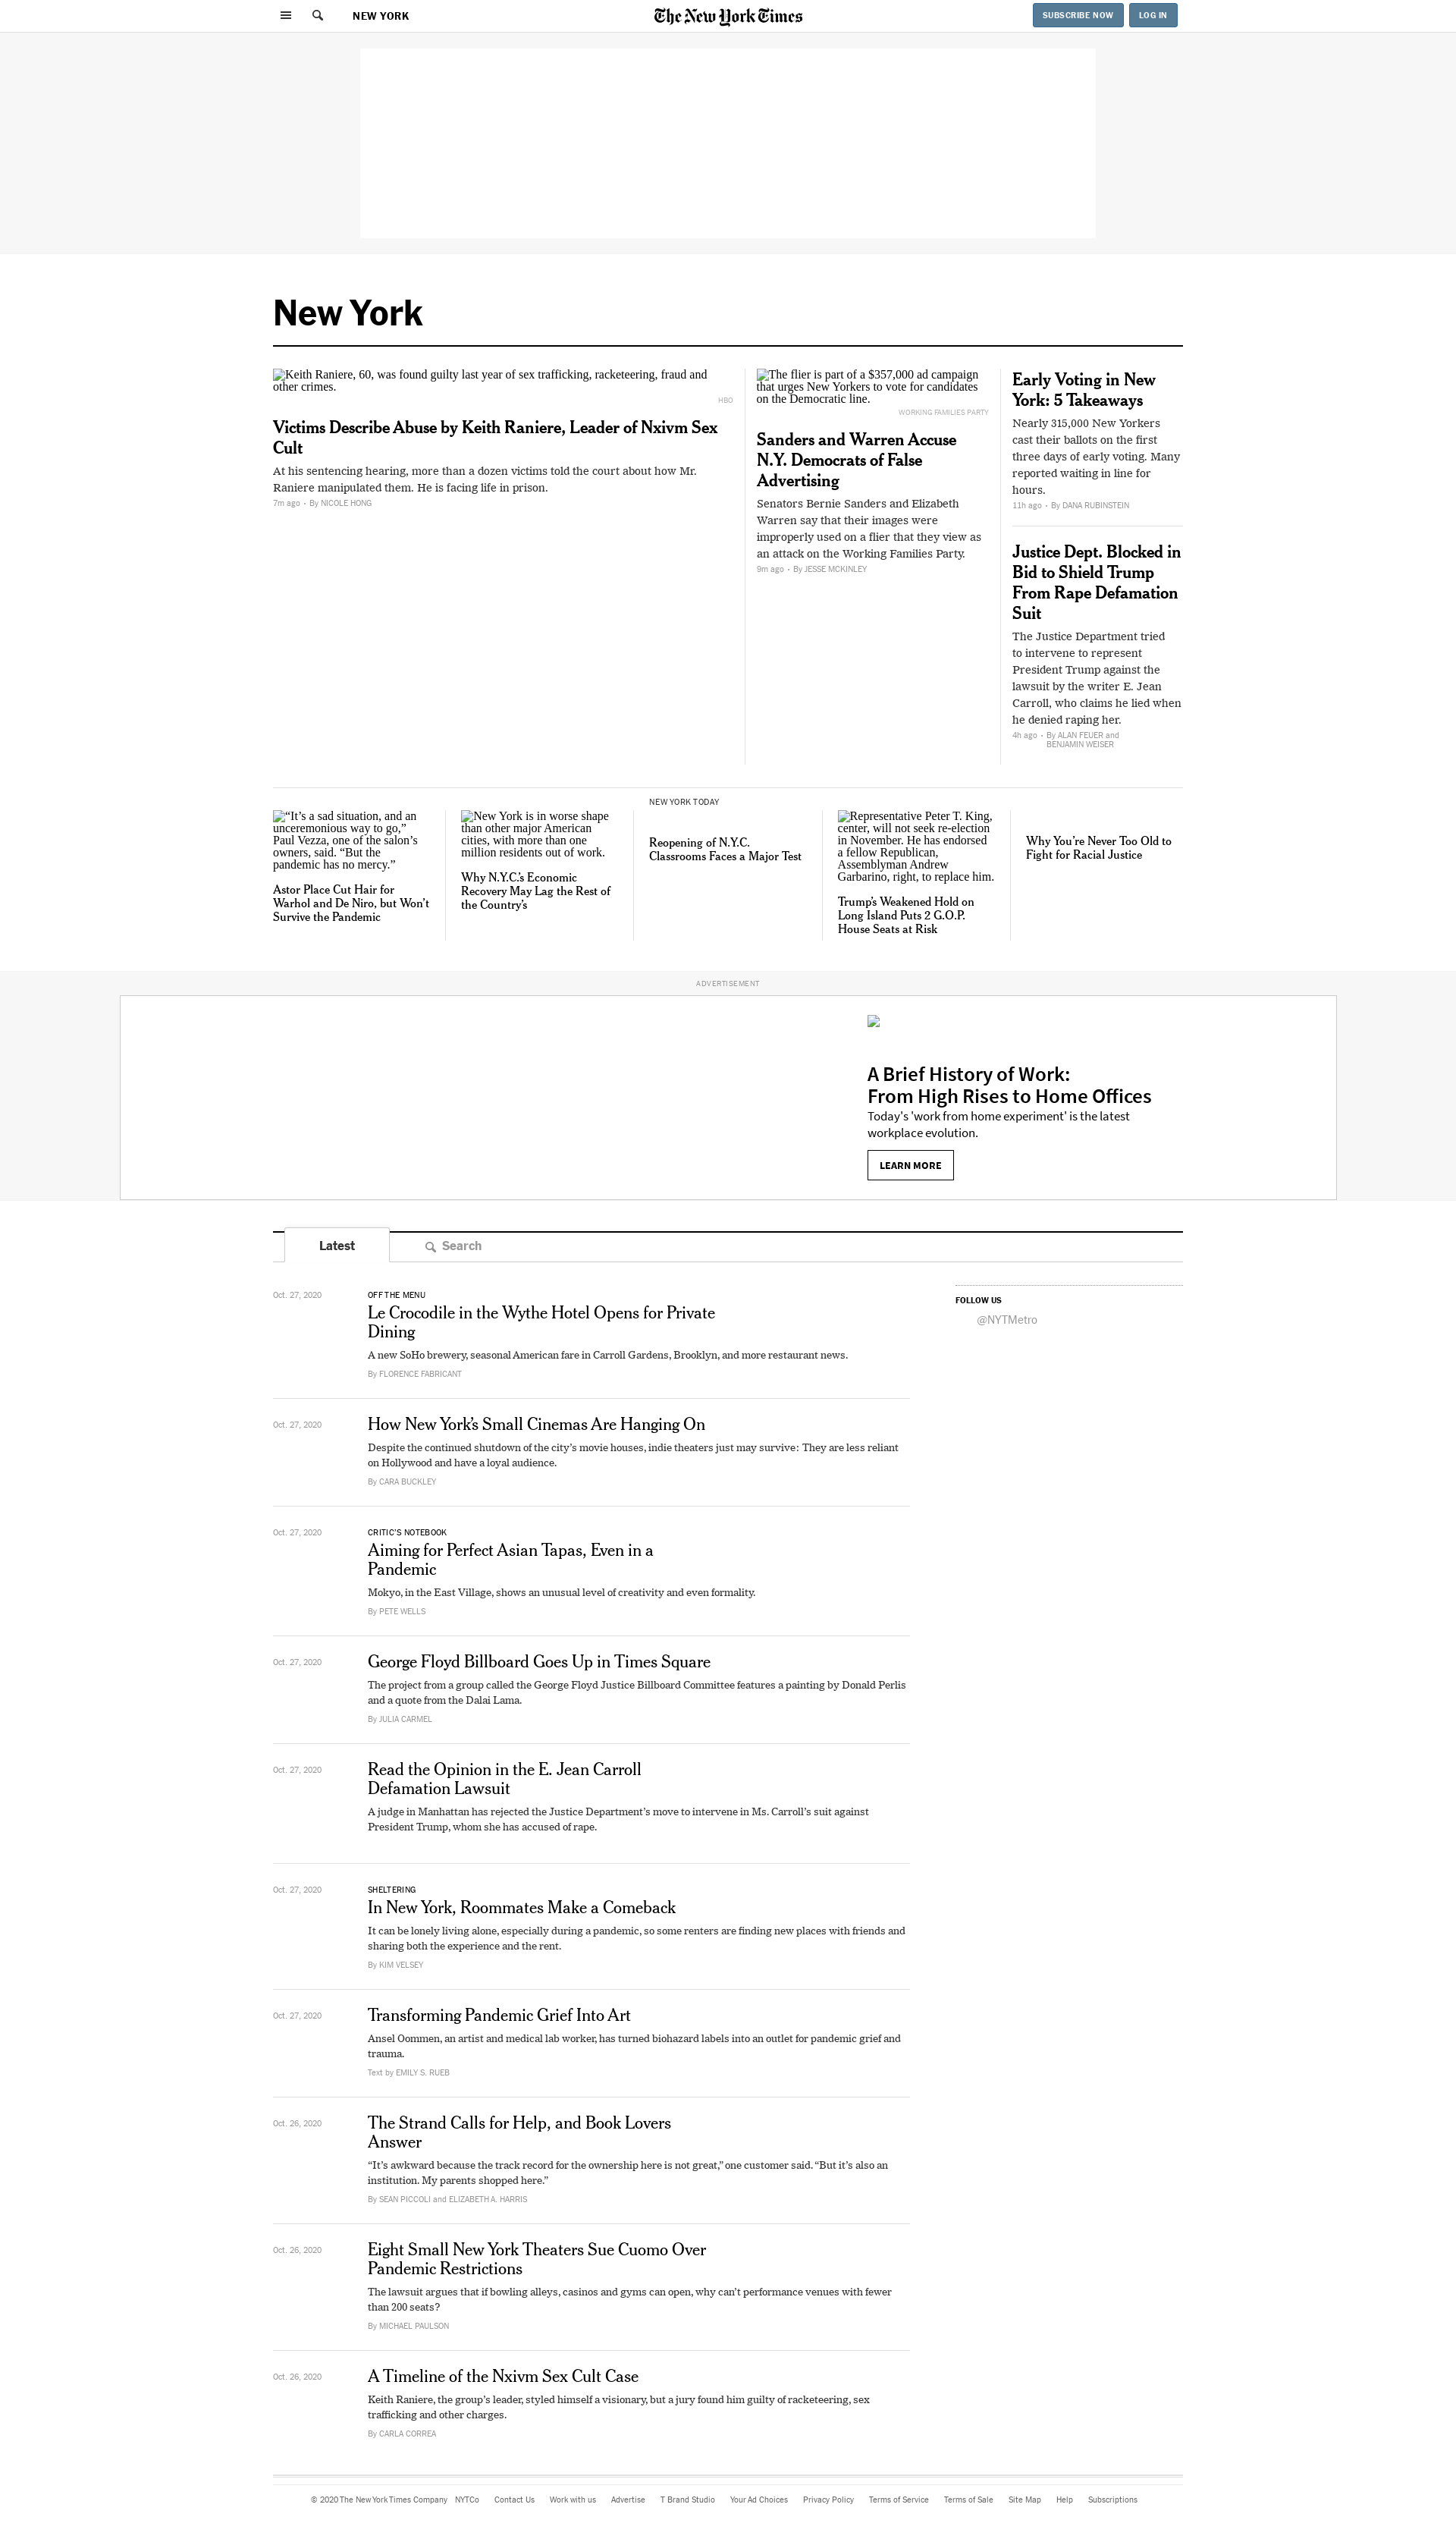 NEW YORK
The New York Times
SUBSCRIBE NOW
LOG IN
New York
Keith Raniere, 60, was found guilty last year of sex trafficking, racketeering, fraud and
other crimes.
HBO
Victims Describe Abuse by Keith Raniere, Leader of Nxivm Sex
Cult
At his sentencing hearing, more than a dozen victims told the court about how Mr.
Raniere manipulated them. He is facing life in prison.
7m ago • By NICOLE HONG
The flier is part of a $357,000 ad campaign
that urges New Yorkers to vote for candidates
on the Democratic line.
WORKING FAMILIES PARTY
Sanders and Warren Accuse
N.Y. Democrats of False
Advertising
Senators Bernie Sanders and Elizabeth
Warren say that their images were
improperly used on a flier that they view as
an attack on the Working Families Party.
9m ago • By JESSE MCKINLEY
Early Voting in New
York: 5 Takeaways
Nearly 315,000 New Yorkers
cast their ballots on the first
three days of early voting. Many
reported waiting in line for
hours.
11h ago • By DANA RUBINSTEIN
Justice Dept. Blocked in
Bid to Shield Trump
From Rape Defamation
Suit
The Justice Department tried
to intervene to represent
President Trump against the
lawsuit by the writer E. Jean
Carroll, who claims he lied when
he denied raping her.
4h ago • By ALAN FEUER and
BENJAMIN WEISER
“It’s a sad situation, and an
unceremonious way to go,”
Paul Vezza, one of the salon’s
owners, said. “But the
pandemic has no mercy.”
Astor Place Cut Hair for
Warhol and De Niro, but Won’t
Survive the Pandemic
New York is in worse shape
than other major American
cities, with more than one
million residents out of work.
Why N.Y.C.’s Economic
Recovery May Lag the Rest of
the Country’s
NEW YORK TODAY
Reopening of N.Y.C.
Classrooms Faces a Major Test
Representative Peter T. King,
center, will not seek re-election
in November. He has endorsed
a fellow Republican,
Assemblyman Andrew
Garbarino, right, to replace him.
Trump’s Weakened Hold on
Long Island Puts 2 G.O.P.
House Seats at Risk
Why You’re Never Too Old to
Fight for Racial Justice
ADVERTISEMENT
A Brief History of Work:
From High Rises to Home Offices
Today's 'work from home experiment' is the latest
workplace evolution.
LEARN MORE
Latest
Search
Oct. 27, 2020
OFF THE MENU
Le Crocodile in the Wythe Hotel Opens for Private
Dining
A new SoHo brewery, seasonal American fare in Carroll Gardens, Brooklyn, and more restaurant news.
By FLORENCE FABRICANT
FOLLOW US
@NYTMetro
Oct. 27, 2020
How New York’s Small Cinemas Are Hanging On
Despite the continued shutdown of the city’s movie houses, indie theaters just may survive: They are less reliant
on Hollywood and have a loyal audience.
By CARA BUCKLEY
Oct. 27, 2020
CRITIC’S NOTEBOOK
Aiming for Perfect Asian Tapas, Even in a
Pandemic
Mokyo, in the East Village, shows an unusual level of creativity and even formality.
By PETE WELLS
Oct. 27, 2020
George Floyd Billboard Goes Up in Times Square
The project from a group called the George Floyd Justice Billboard Committee features a painting by Donald Perlis
and a quote from the Dalai Lama.
By JULIA CARMEL
Oct. 27, 2020
Read the Opinion in the E. Jean Carroll
Defamation Lawsuit
A judge in Manhattan has rejected the Justice Department’s move to intervene in Ms. Carroll’s suit against
President Trump, whom she has accused of rape.
Oct. 27, 2020
SHELTERING
In New York, Roommates Make a Comeback
It can be lonely living alone, especially during a pandemic, so some renters are finding new places with friends and
sharing both the experience and the rent.
By KIM VELSEY
Oct. 27, 2020
Transforming Pandemic Grief Into Art
Ansel Oommen, an artist and medical lab worker, has turned biohazard labels into an outlet for pandemic grief and
trauma.
Text by EMILY S. RUEB
Oct. 26, 2020
The Strand Calls for Help, and Book Lovers
Answer
“It’s awkward because the track record for the ownership here is not great,” one customer said. “But it’s also an
institution. My parents shopped here.”
By SEAN PICCOLI and ELIZABETH A. HARRIS
Oct. 26, 2020
Eight Small New York Theaters Sue Cuomo Over
Pandemic Restrictions
The lawsuit argues that if bowling alleys, casinos and gyms can open, why can’t performance venues with fewer
than 200 seats?
By MICHAEL PAULSON
Oct. 26, 2020
A Timeline of the Nxivm Sex Cult Case
Keith Raniere, the group’s leader, styled himself a visionary, but a jury found him guilty of racketeering, sex
trafficking and other charges.
By CARLA CORREA
© 2020 The New York Times Company NYTCo Contact Us Work with us Advertise T Brand Studio Your Ad Choices Privacy Policy Terms of Service Terms of Sale Site Map Help Subscriptions